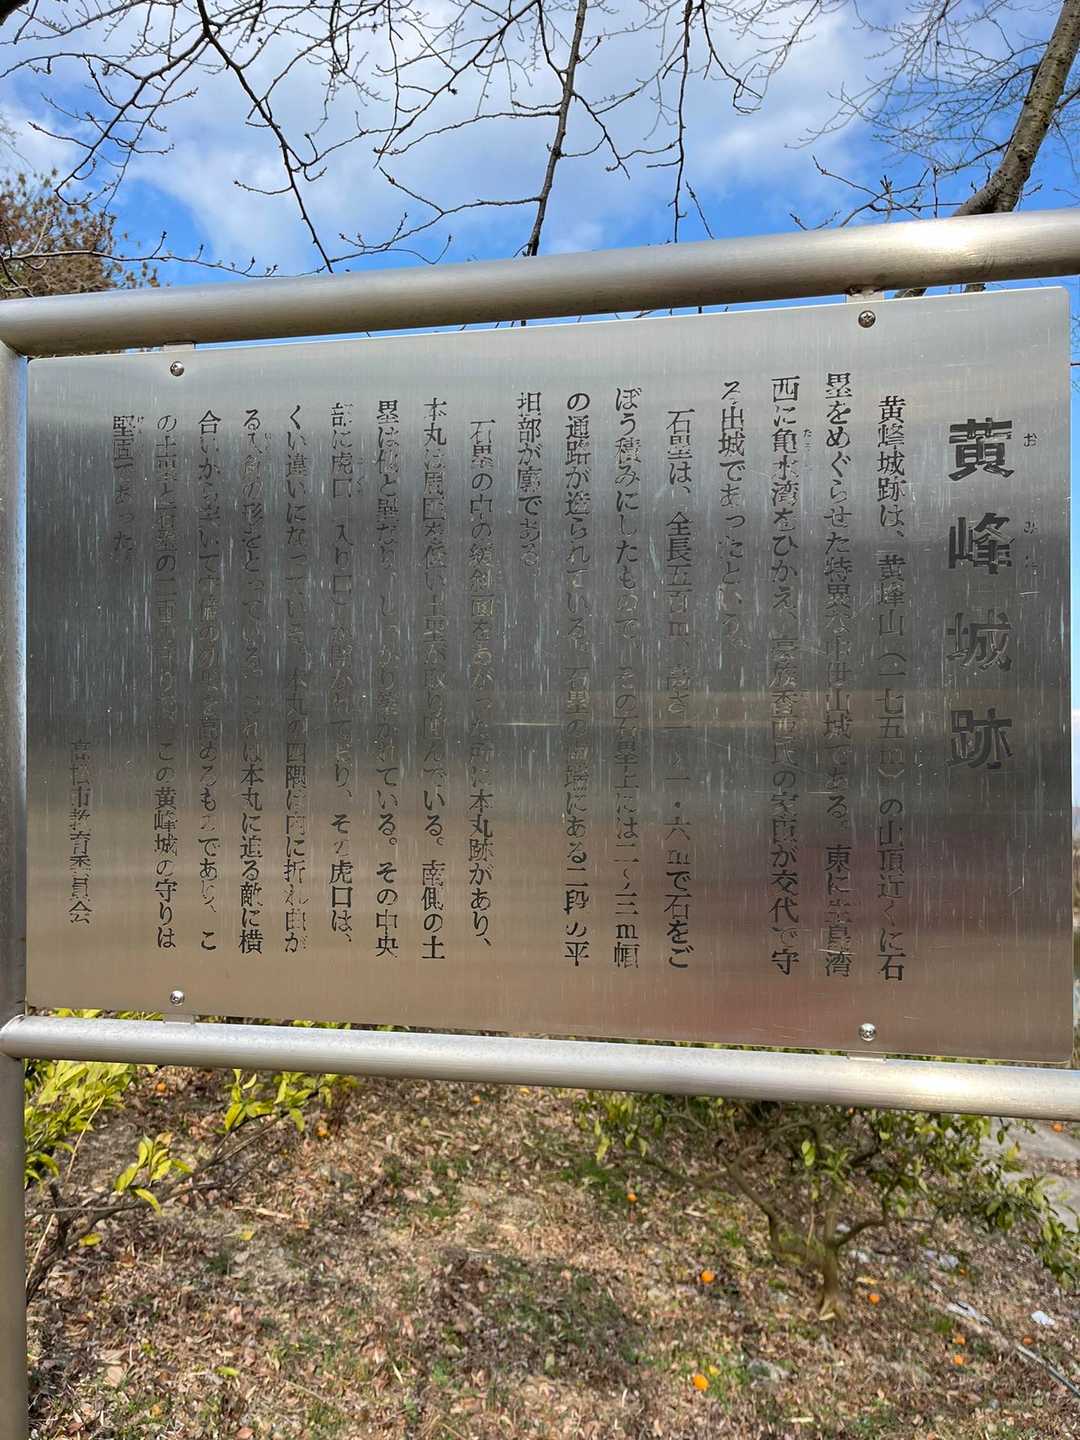 黄峰城跡
黄峰城跡は、黄峰山（一七五m）の山頂近くに石
塁をめぐらせた特異な中世山城である。東に生島湾
西に亀水湾をひかえ、豪族香西氏の家臣が交代で守
る出城であったという。
石塁は、全長五百m、高さ一〜一・六mで石をご
ぼう積みにしたもので、その石塁上には二〜三m幅
の通路が造られている。石塁の両端にある二段の平
坦部が廓である。
石塁の中の緩斜面をあがった所に本丸跡があり、
本丸は周囲を低い土塁が取り囲んでいる。南側の土
塁は他と異なり、しっかり築かれている。その中央
部に虎口（入り口）が開かれており、その虎口は、
くい違いになっている。本丸の四隅は内に折れ曲が
る入角の形をとっている。これは本丸に迫る敵に横
合いから突いて守備の効果を高めるものであり、こ
の土塁と石塁の二重の守りで、この黄峰城の守りは
堅固であった
高松市教育委員会